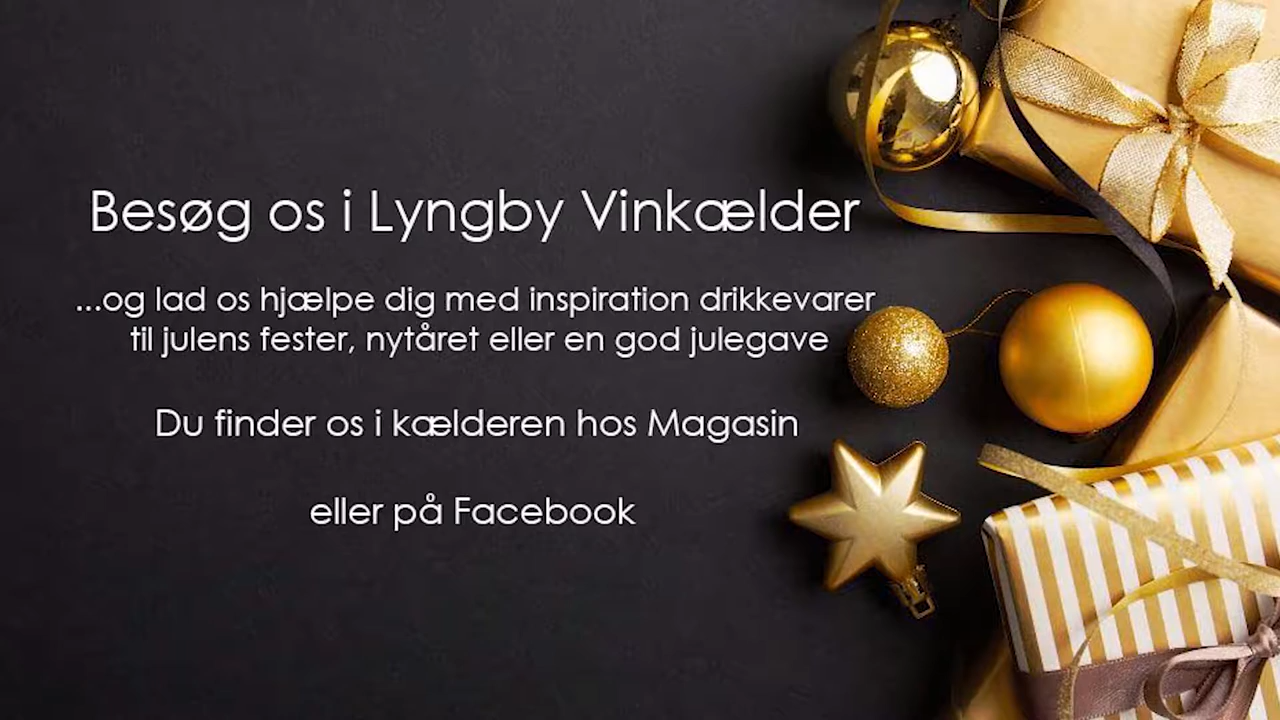 Besøg os i Lyngby Vinkælder
...og lad os hjælpe dig med inspiration drikkevarer
til julens fester, nytåret eller en god julegave
Du finder os i kælderen hos Magasin
eller på Facebook